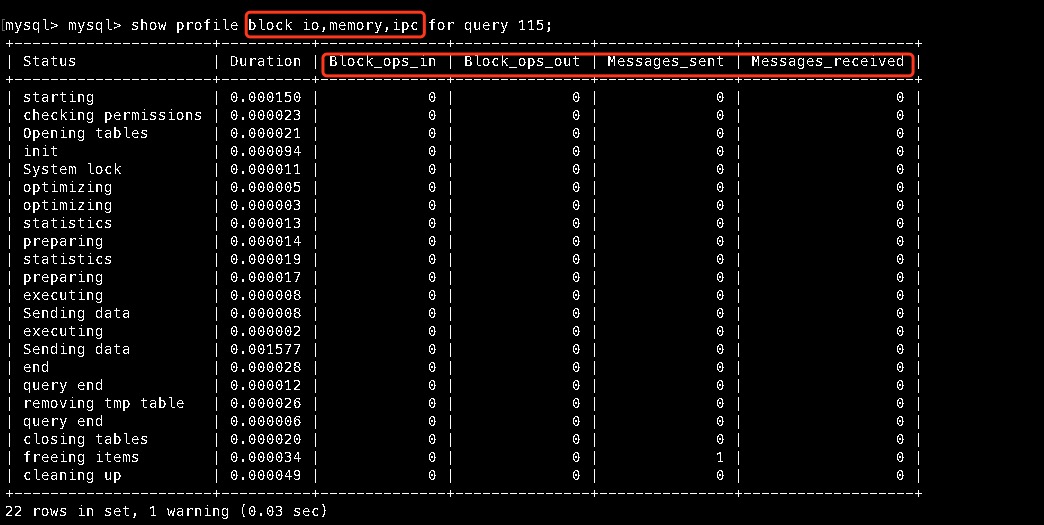 [mysql> mysql> show profile block io,memory,ipc for query 115;
+----------------------+----------+--------------+---------------+---------------+-------------------+
| Status | Duration | Block_ops_in | Block_ops_out | Messages_sent | Messages_received |
+----------------------+----------+--------------+---------------+---------------+-------------------+
| starting | 0.000150 | 0 | 0 | 0 | 0 |
| checking permissions | 0.000023 | 0 | 0 | 0 | 0 |
| Opening tables | 0.000021 | 0 | 0 | 0 | 0 |
| init | 0.000094 | 0 | 0 | 0 | 0 |
| System lock | 0.000011 | 0 | 0 | 0 | 0 |
| optimizing | 0.000005 | 0 | 0 | 0 | 0 |
| optimizing | 0.000003 | 0 | 0 | 0 | 0 |
| statistics | 0.000013 | 0 | 0 | 0 | 0 |
| preparing | 0.000014 | 0 | 0 | 0 | 0 |
| statistics | 0.000019 | 0 | 0 | 0 | 0 |
| preparing | 0.000017 | 0 | 0 | 0 | 0 |
| executing | 0.000008 | 0 | 0 | 0 | 0 |
| Sending data | 0.000008 | 0 | 0 | 0 | 0 |
| executing | 0.000002 | 0 | 0 | 0 | 0 |
| Sending data | 0.001577 | 0 | 0 | 0 | 0 |
| end | 0.000028 | 0 | 0 | 0 | 0 |
| query end | 0.000012 | 0 | 0 | 0 | 0 |
| removing tmp table | 0.000026 | 0 | 0 | 0 | 0 |
| query end | 0.000006 | 0 | 0 | 0 | 0 |
| closing tables | 0.000020 | 0 | 0 | 0 | 0 |
| freeing items | 0.000034 | 0 | 0 | 1 | 0 |
| cleaning up | 0.000049 | 0 | 0 | 0 | 0 |
+----------------------+----------+--------------+---------------+---------------+-------------------+
22 rows in set, 1 warning (0.03 sec)